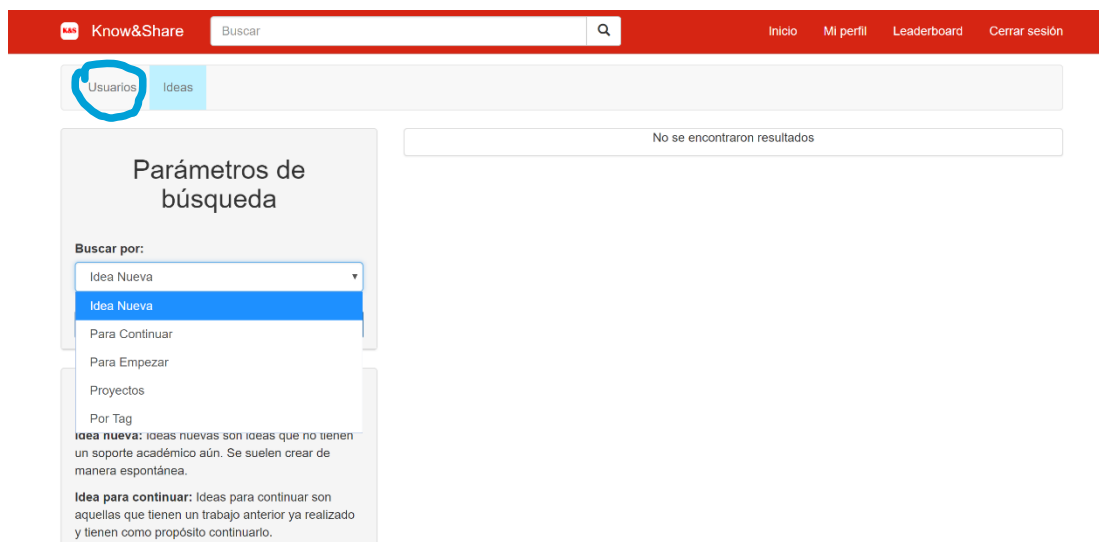 K&S Know&Share Buscar Inicio Mi perfil Leaderboard Cerrar sesión
Usuarios Ideas
No se encontraron resultados
Parámetros de
búsqueda
Buscar por:
Idea Nueva
Idea Nueva
Para Continuar
Para Empezar
Proyectos
Por Tag
Idea nueva: Ideas nuevas son ideas que no tienen
un soporte académico aún. Se suelen crear de
manera espontánea.
Idea para continuar: Ideas para continuar son
aquellas que tienen un trabajo anterior ya realizado
y tienen como propósito continuarlo.